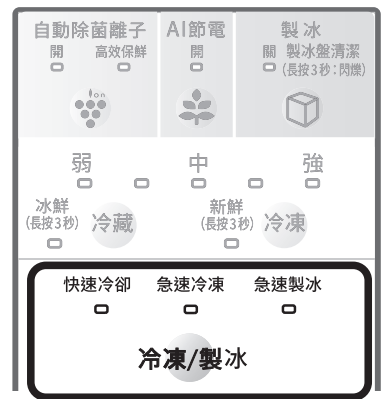 自動除菌離子 AI節電 製冰
開 高效保鮮 開 關 製冰盤清潔
(長按3秒:閃爍)
ion
弱 中 強
冰鮮 新鮮
(長按3秒) 冷藏 (長按3秒) 冷凍
快速冷卻 急速冷凍 急速製冰
冷凍/製冰